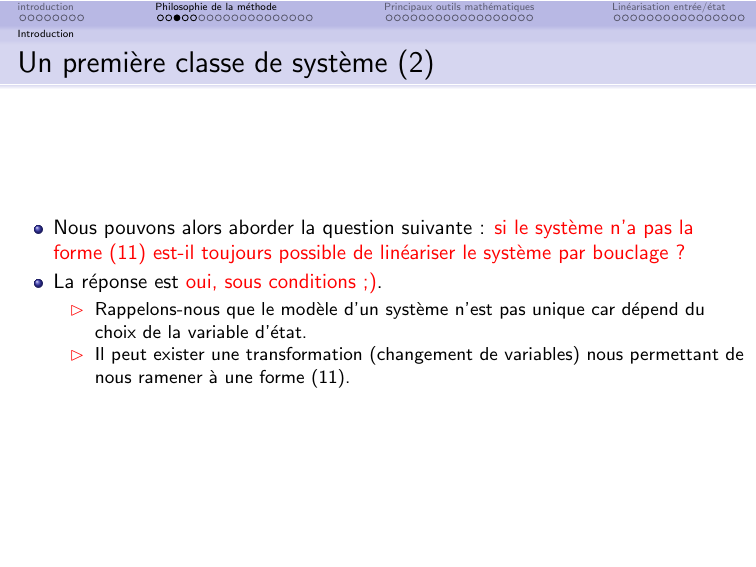 introduction
Philosophie de la méthode
Principaux outils mathématiques
Linéarisation entrée/état
Introduction
Un première classe de système (2)
Nous pouvons alors aborder la question suivante : si le système n'a pas la
forme (11) est-il toujours possible de linéariser le système par bouclage ?
La réponse est oui, sous conditions ;).
Rappelons-nous que le modèle d'un système n'est pas unique car dépend du
choix de la variable d'état.
Il peut exister une transformation (changement de variables) nous permettant de
nous ramener à une forme (11).